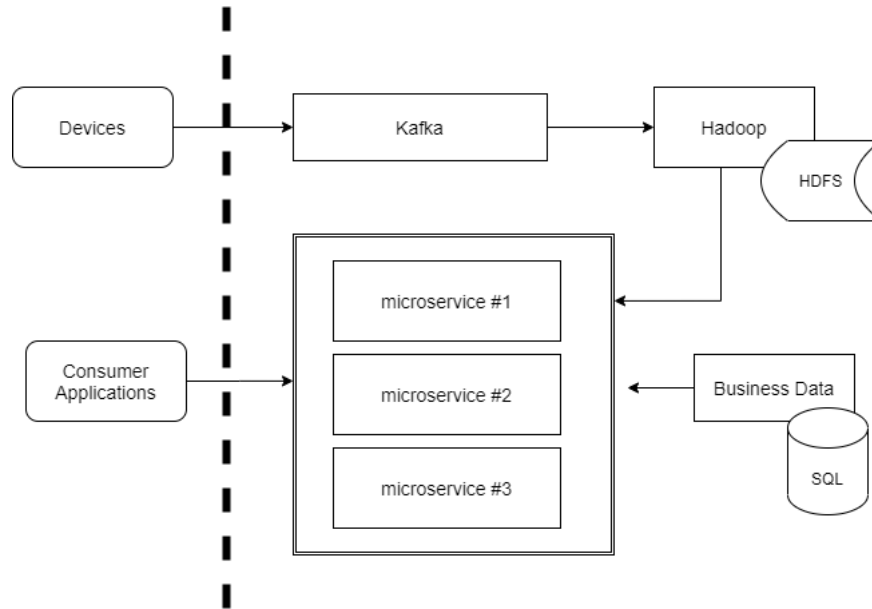 Devices
Kafka
Hadoop
HDFS
microservice #1
Consumer
Applications
microservice #2
Business Data
microservice #3
SQL